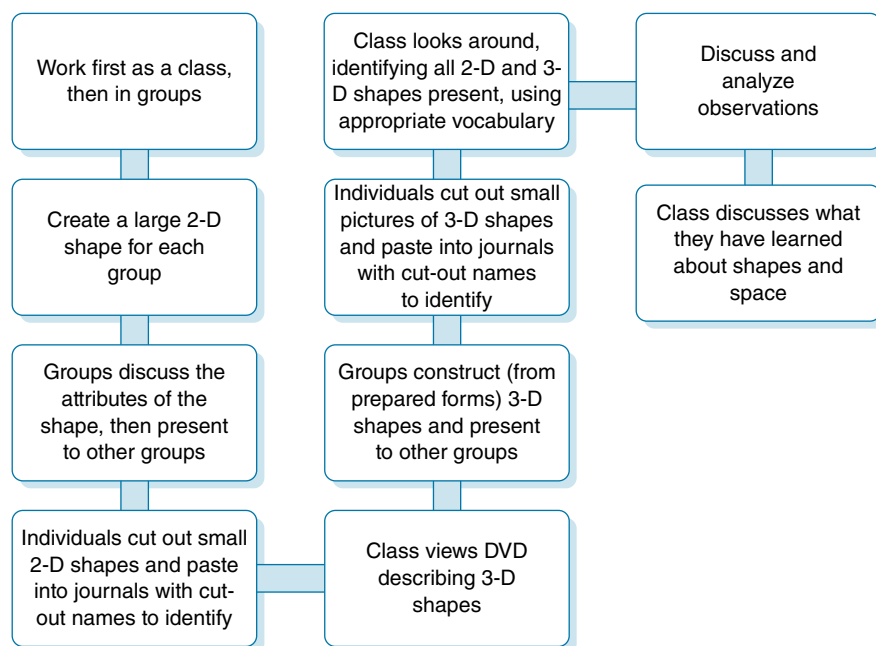 Work first as a class,
then in groups
Create a large 2-D
shape for each
group
Groups discuss the
attributes of the
shape, then present
to other groups
Individuals cut out small
2-D shapes and paste
into journals with cut-
out names to identify
Class views DVD
describing 3-D
shapes
Groups construct (from
prepared forms) 3-D
shapes and present
to other groups
Individuals cut out small
pictures of 3-D shapes
and paste into journals
with cut-out names
to identify
Class looks around,
identifying all 2-D and 3-
D shapes present, using
appropriate vocabulary
Discuss and
analyze
observations
Class discusses what
they have learned
about shapes and
space